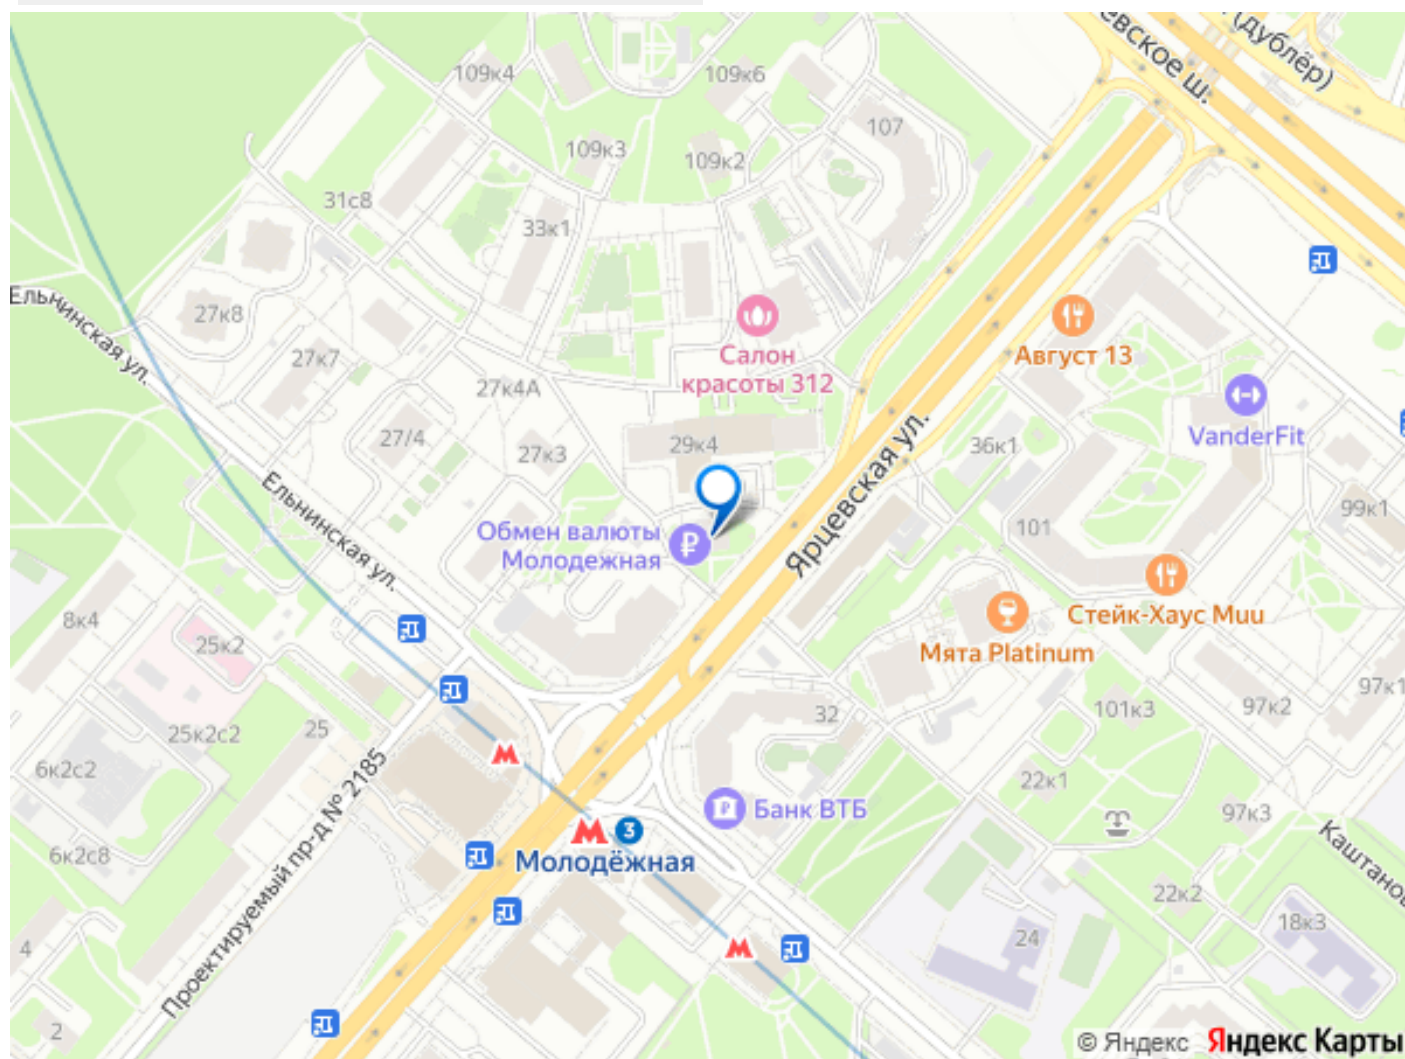 евское ш.
(дублёр)
109к4
109к6
107
109к3
109к2
31с8
33к1
Ельнинская ул.
27к8
27к7
Салон
красоты 312
Август 13
27к4А
VanderFit
27/4
27к3
29к4
Ярцевская ул.
36к1
99к1
101
Ельнинская ул.
Обмен валюты
Молодежная
Стейк-Хаус Muu
Мята Platinum
8к4
25к2
97к1
97к2
101к3
32
25
25к2с2
6к2с2
22к1
Банк ВТБ
97к3
3
Молодёжная
6к2с8
Проектируемый пр-д № 2185
Каштанов
22к2
18к3
24
4
2
© Яндекс Яндекс Карты